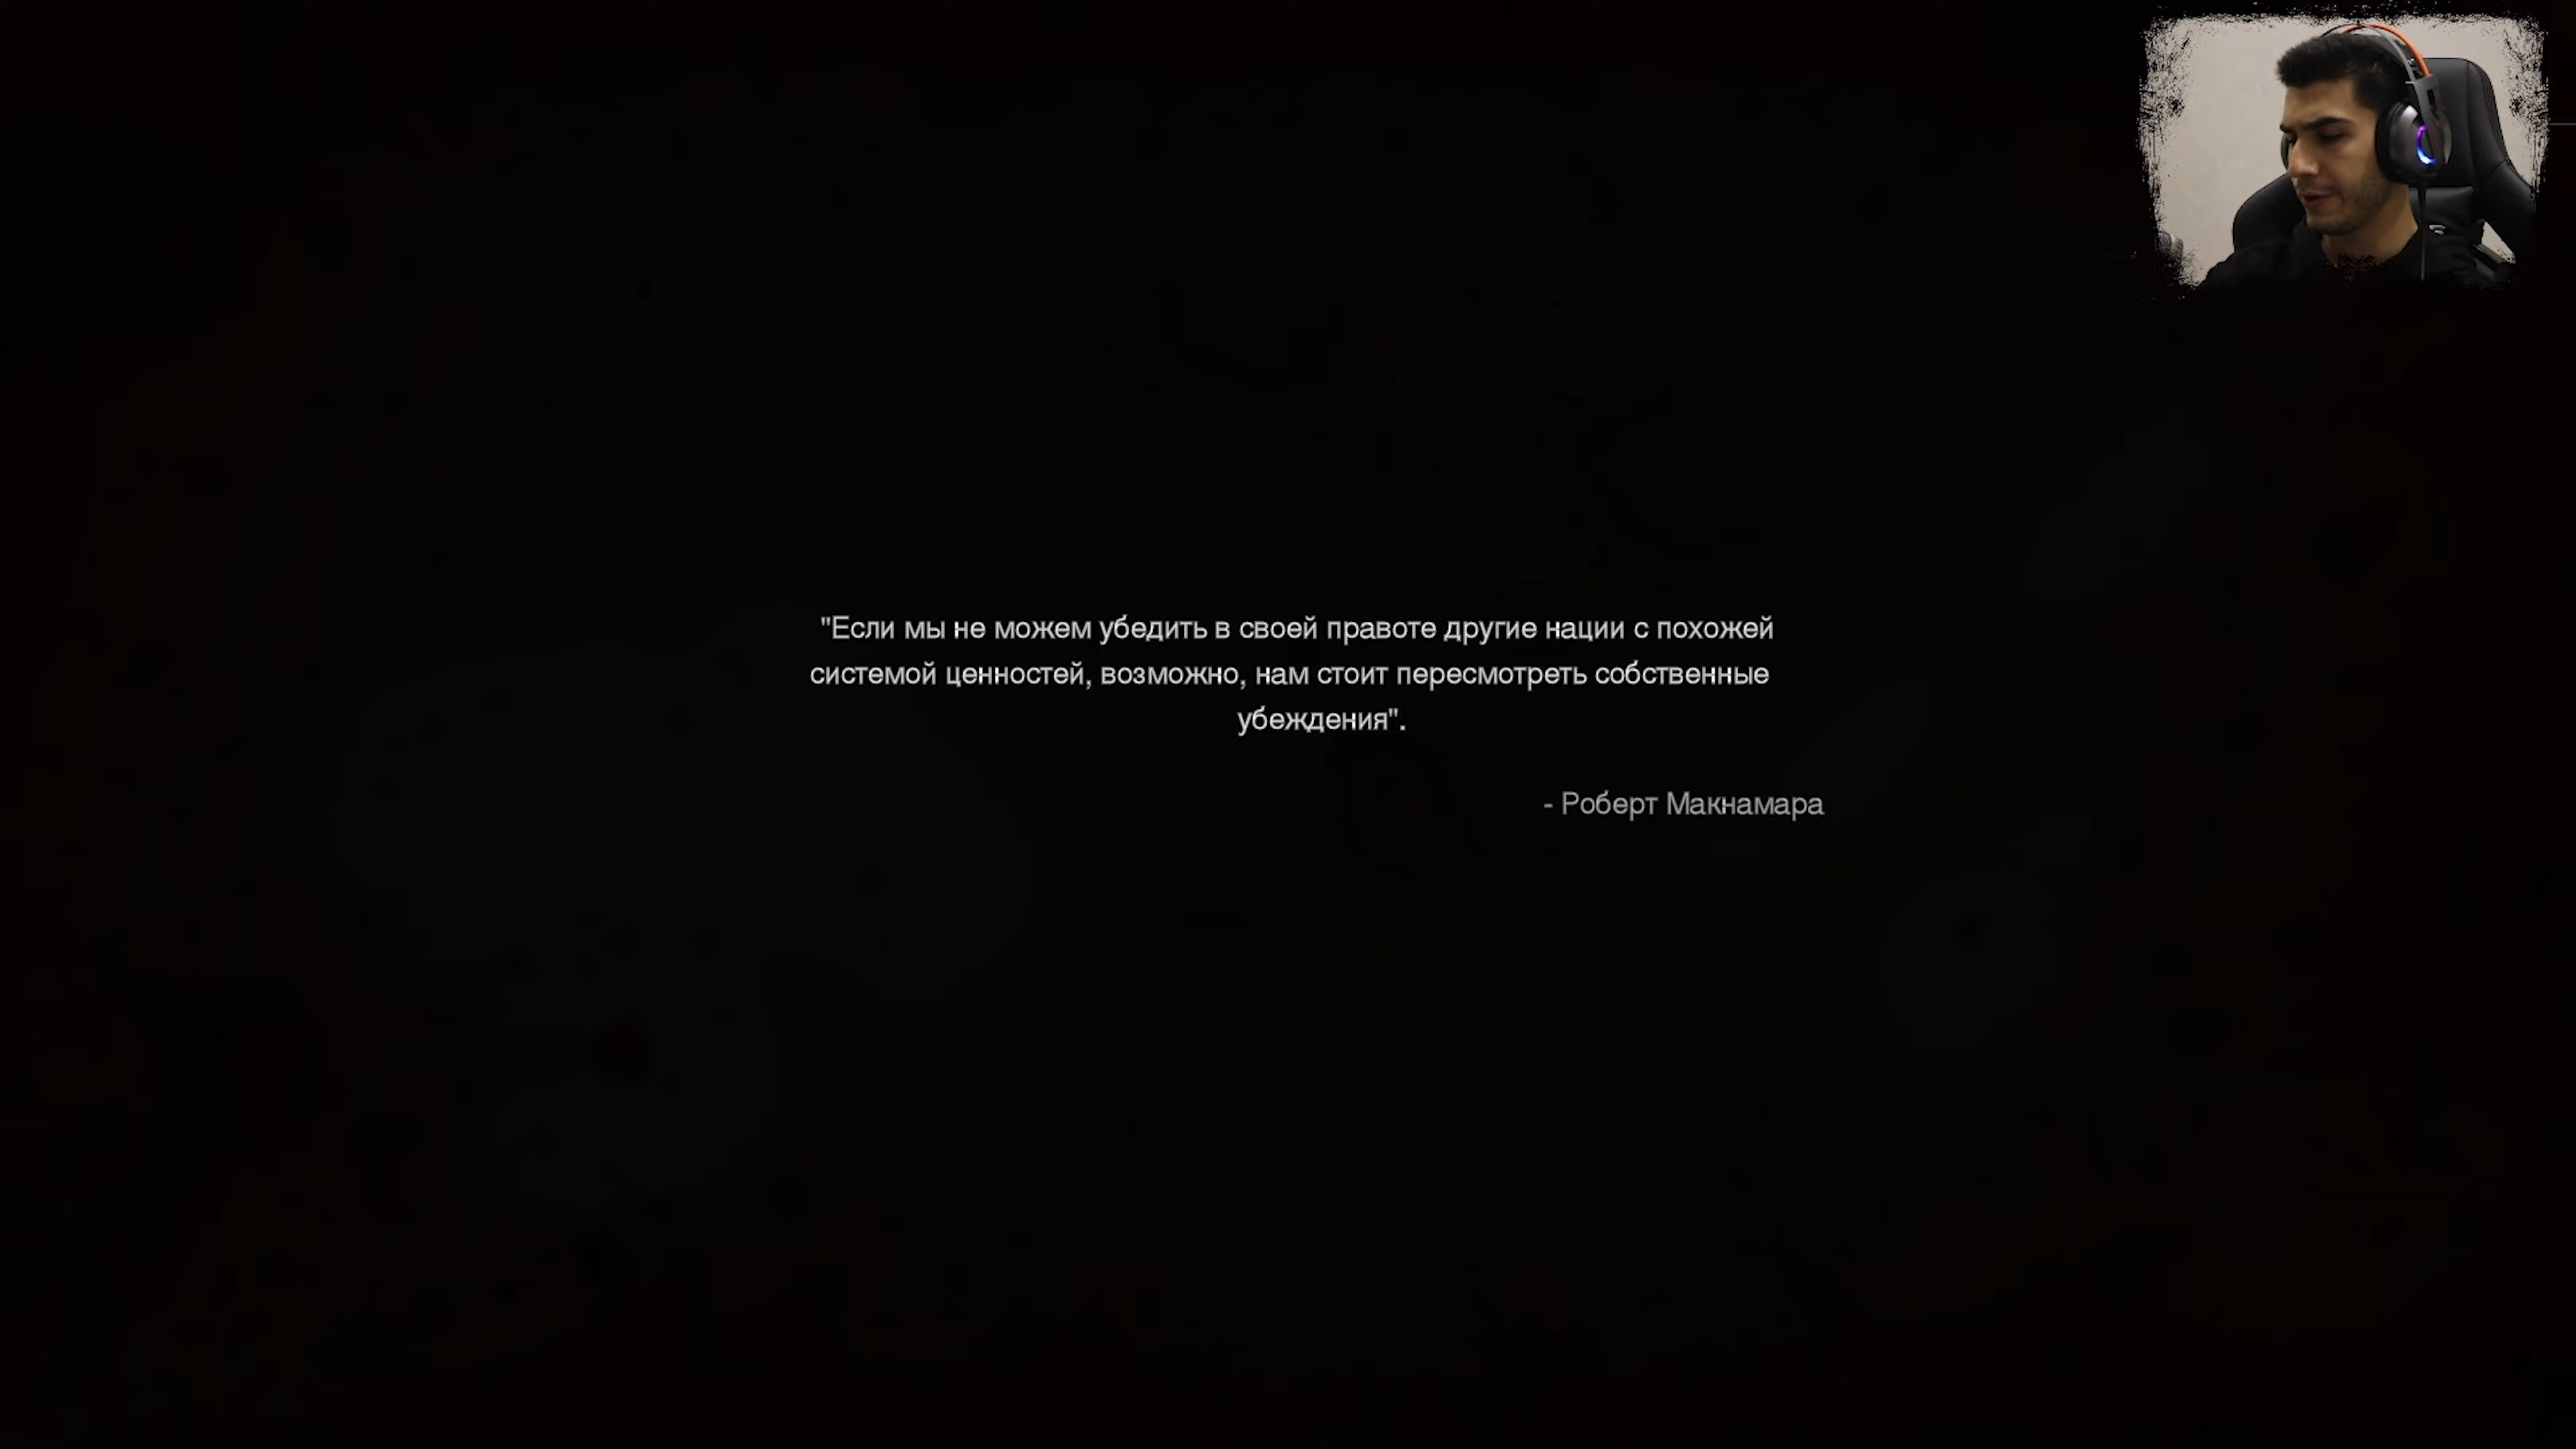 "Если мы не можем убедить в своей правоте другие нации с похожей
системой ценностей, возможно, нам стоит пересмотреть собственные
убеждения".
- Роберт Макнамара